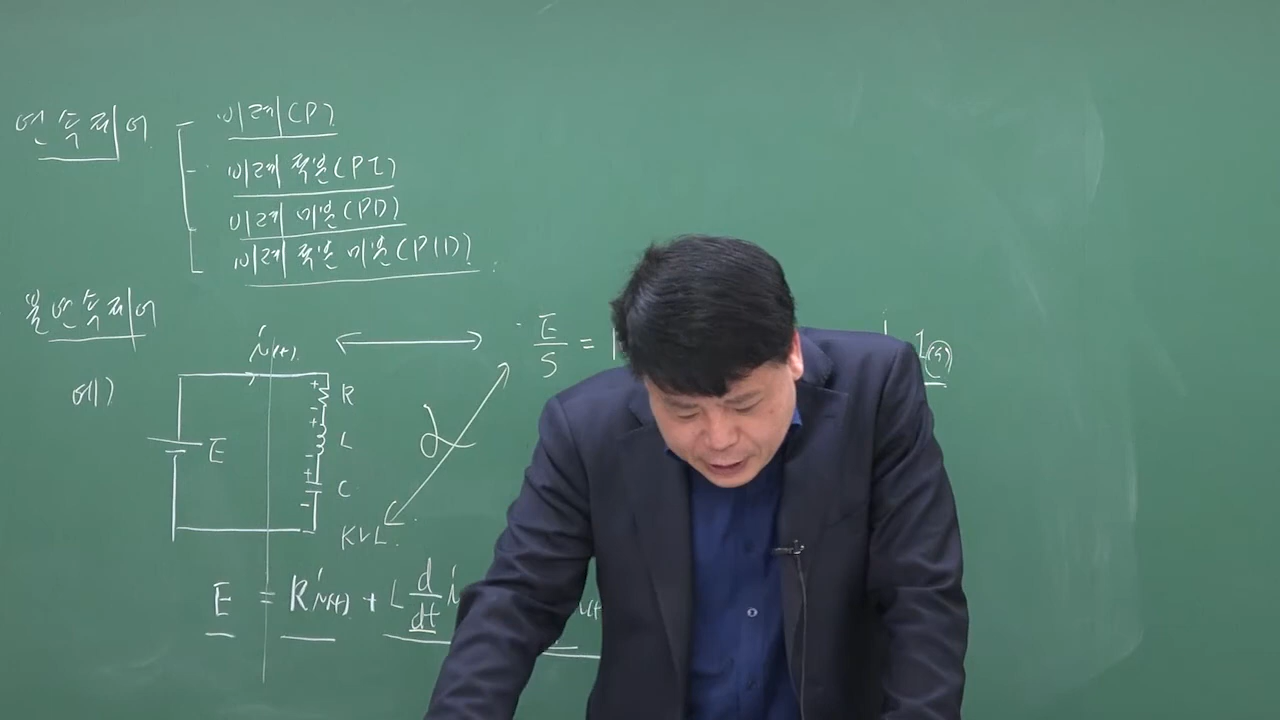 연속제어
비례(P)
비례 적분(PI)
비례 미분(PD)
비례 적분 미분(PID)
불연속제어
예)
i(t)
E
+ R -
+ L -
+ C -
KVL.
ℒ
E/S =
I(s)
E = Ri(t) + L d/dt i